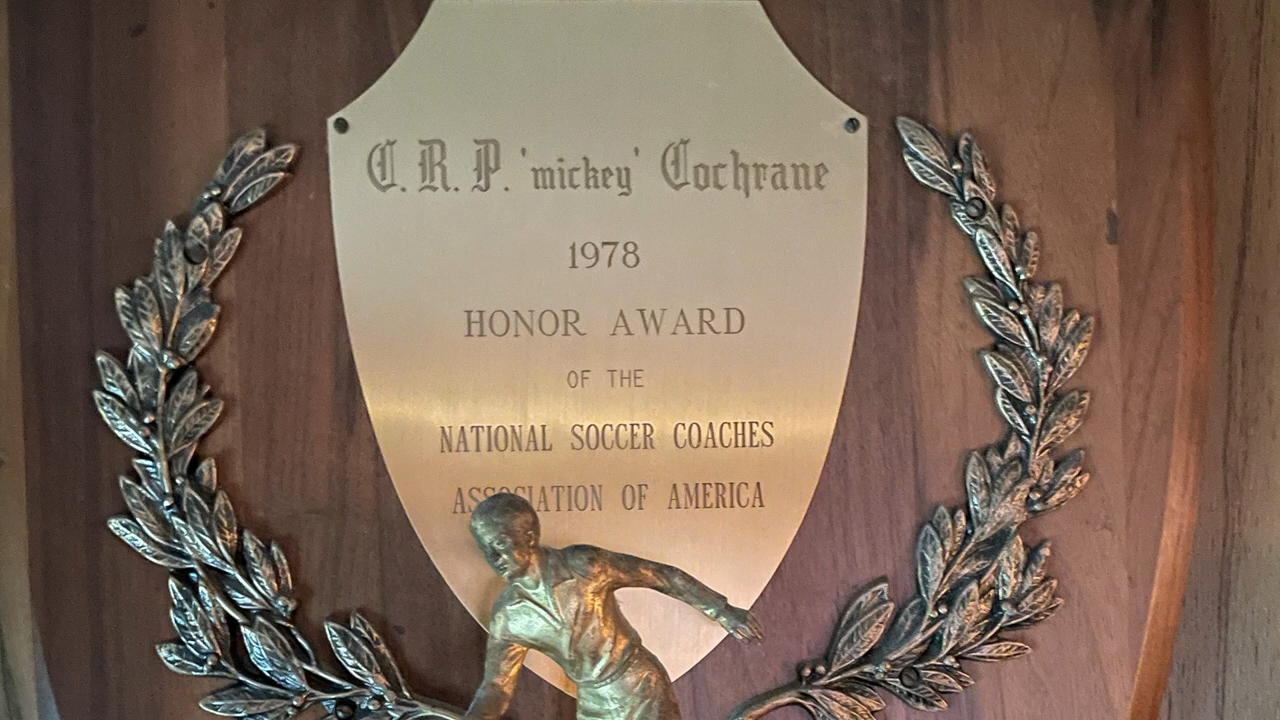 C. R. P. 'mickey' Cochrane
1978
HONOR AWARD
OF THE
NATIONAL SOCCER COACHES
ASSOCIATION OF AMERICA